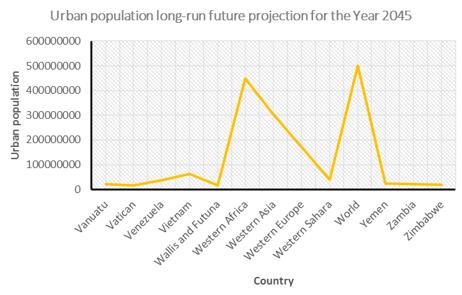 Urban population long-run future projection for the Year 2045
600000000
500000000
400000000
300000000
200000000
100000000
0
Urban population
Vanuatu
Vatican
Venezuela
Vietnam
Wallis and Futuna
Western Africa
Western Asia
Western Europe
Western Sahara
World
Yemen
Zambia
Zimbabwe
Country